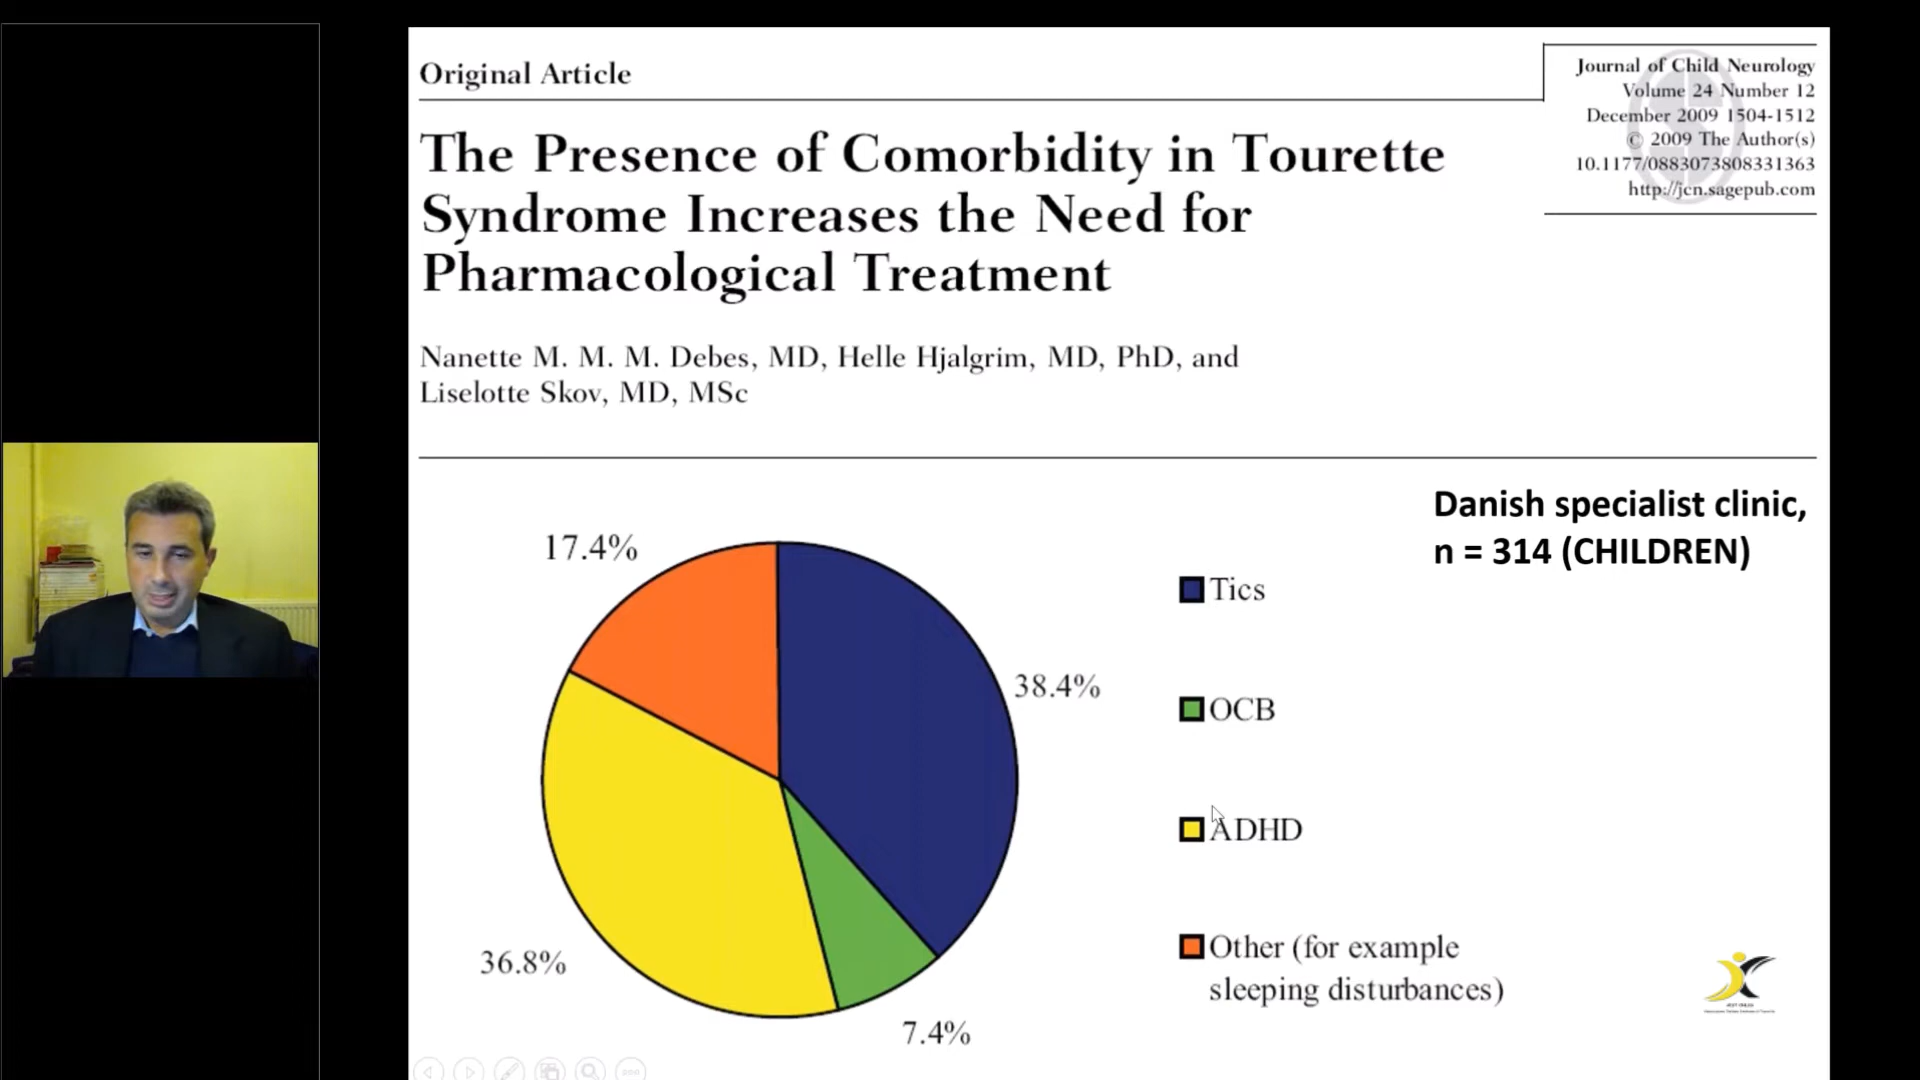 Original Article
Journal of Child Neurology
Volume 24 Number 12
December 2009 1504-1512
© 2009 The Author(s)
10.1177/0883073808331363
http://jcn.sagepub.com
The Presence of Comorbidity in Tourette
Syndrome Increases the Need for
Pharmacological Treatment
Nanette M. M. M. Debes, MD, Helle Hjalgrim, MD, PhD, and
Liselotte Skov, MD, MSc
Danish specialist clinic,
n = 314 (CHILDREN)
17.4%
38.4%
36.8%
7.4%
Tics
OCB
ADHD
Other (for example
sleeping disturbances)